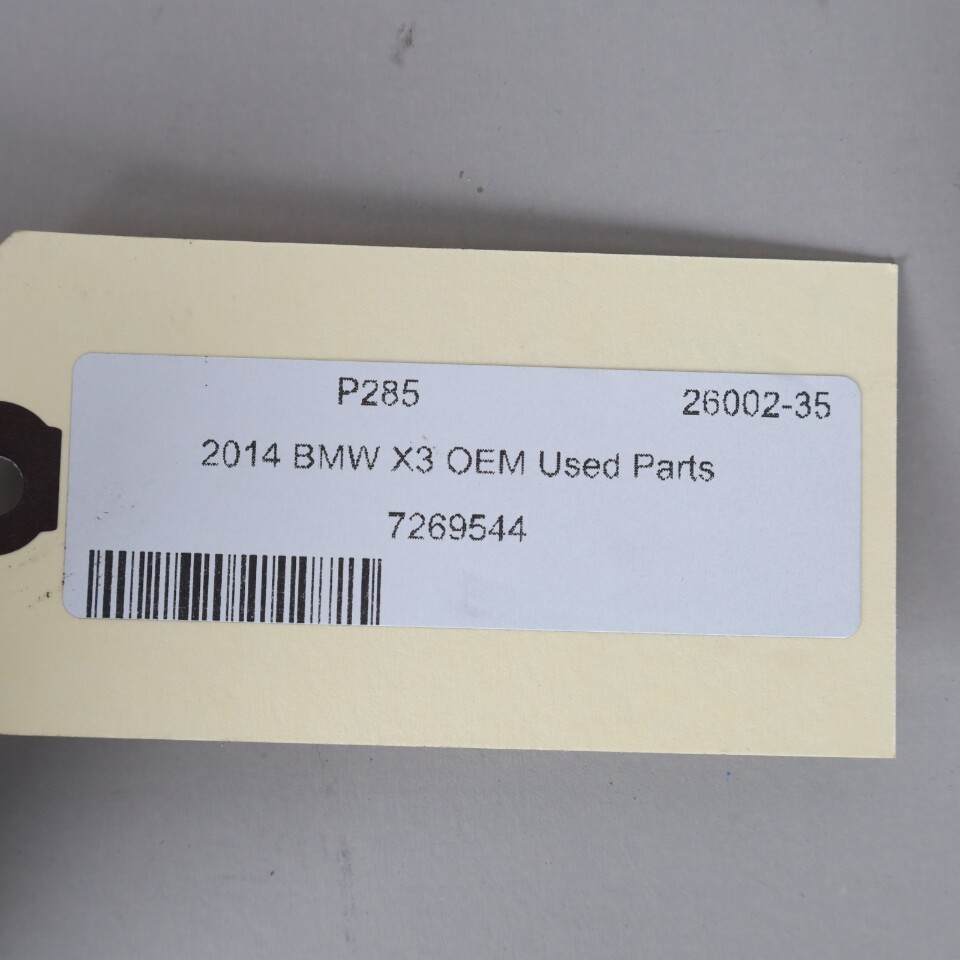 P285 26002-35
2014 BMW X3 OEM Used Parts
7269544